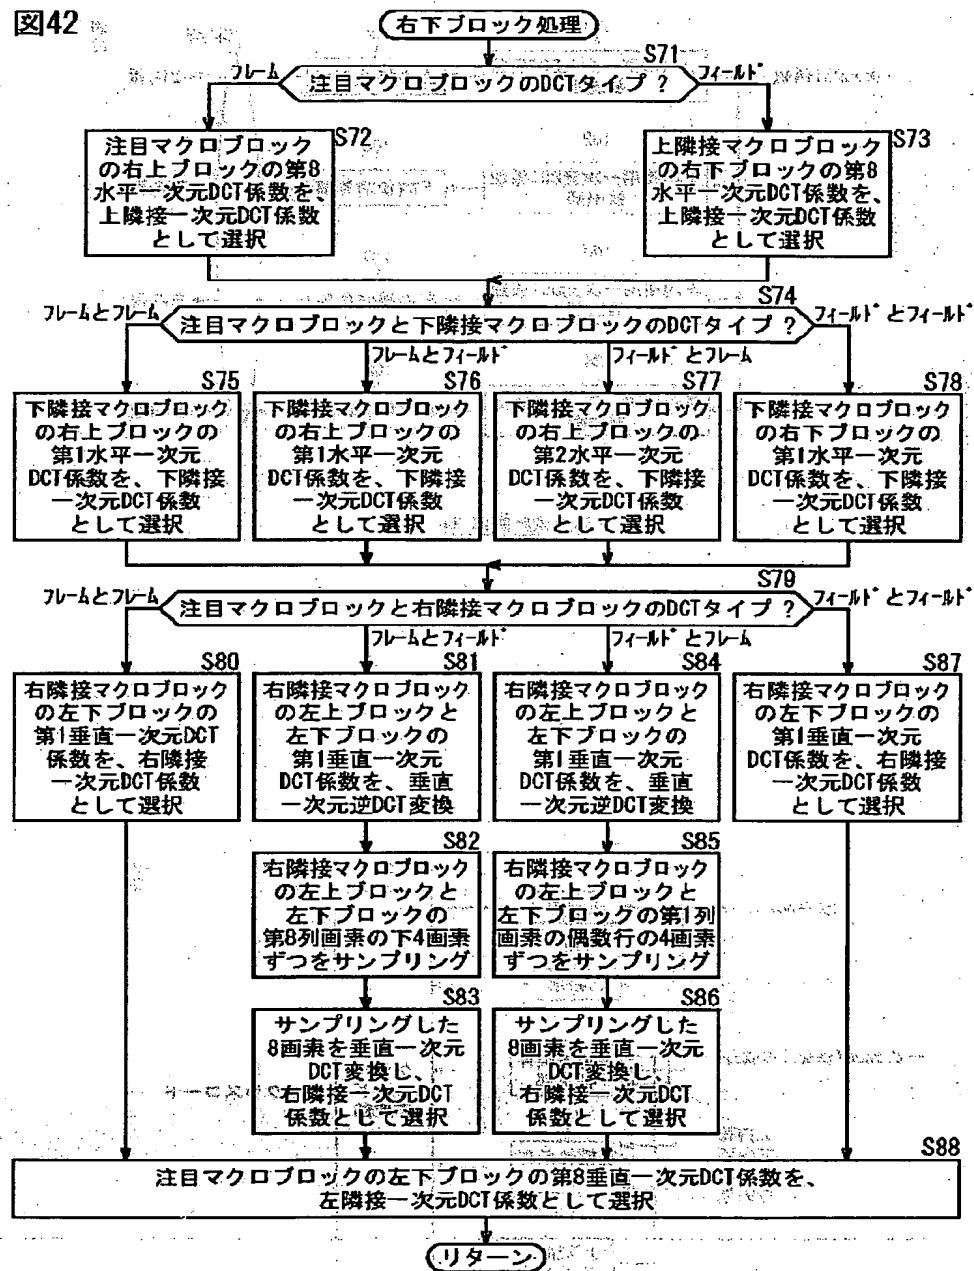 図42
右下ブロック処理
S71
フレーム
注目マクロブロックのDCTタイプ？
フィールド
S72
注目マクロブロック
の右上ブロックの第8
水平一次元DCT係数を、
上隣接一次元DCT係数
として選択
S73
上隣接マクロブロック
の右下ブロックの第8
水平一次元DCT係数を、
上隣接一次元DCT係数
として選択
S74
フレームとフレーム
注目マクロブロックと下隣接マクロブロックのDCTタイプ？
フィールドとフィールド
フレームとフィールド
フィールドとフレーム
S75
下隣接マクロブロック
の右上ブロックの
第1水平一次元
DCT係数を、下隣接
一次元DCT係数
として選択
S76
下隣接マクロブロック
の右上ブロックの
第1水平一次元
DCT係数を、下隣接
一次元DCT係数
として選択
S77
下隣接マクロブロック
の右上ブロックの
第2水平一次元
DCT係数を、下隣接
一次元DCT係数
として選択
S78
下隣接マクロブロック
の右下ブロックの
第1水平一次元
DCT係数を、下隣接
一次元DCT係数
として選択
S79
フレームとフレーム
注目マクロブロックと右隣接マクロブロックのDCTタイプ？
フィールドとフィールド
フレームとフィールド
フィールドとフレーム
S80
右隣接マクロブロック
の左下ブロックの
第1垂直一次元DCT
係数を、右隣接
一次元DCT係数
として選択
S81
右隣接マクロブロック
の左上ブロックと
左下ブロックの
第1垂直一次元
DCT係数を、垂直
一次元逆DCT変換
S84
右隣接マクロブロック
の左上ブロックと
左下ブロックの
第1垂直一次元
DCT係数を、垂直
一次元逆DCT変換
S87
右隣接マクロブロック
の左下ブロックの
第1垂直一次元
DCT係数を、右隣接
一次元DCT係数
として選択
S82
右隣接マクロブロック
の左上ブロックと
左下ブロックの
第8列画素の下4画素
ずつをサンプリング
S85
右隣接マクロブロック
の左上ブロックと
左下ブロックの第1列
画素の偶数行の4画素
ずつをサンプリング
S83
サンプリングした
8画素を垂直一次元
DCT変換し、
右隣接一次元DCT
係数として選択
S86
サンプリングした
8画素を垂直一次元
DCT変換し、
右隣接一次元DCT
係数として選択
S88
注目マクロブロックの左下ブロックの第8垂直一次元DCT係数を、
左隣接一次元DCT係数として選択
リターン